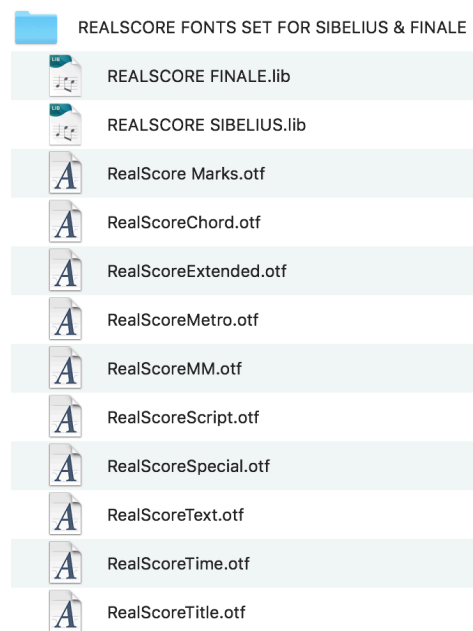 REALSCORE FONTS SET FOR SIBELIUS & FINALE
LIB
REALSCORE FINALE.lib
LIB
REALSCORE SIBELIUS.lib
A
RealScore Marks.otf
A
RealScoreChord.otf
A
RealScoreExtended.otf
A
RealScoreMetro.otf
A
RealScoreMM.otf
A
RealScoreScript.otf
A
RealScoreSpecial.otf
A
RealScoreText.otf
A
RealScoreTime.otf
A
RealScoreTitle.otf